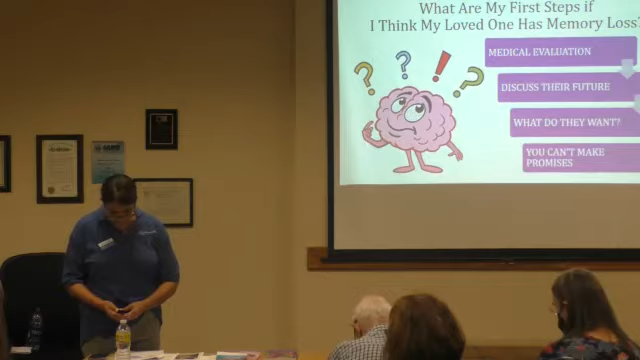 What Are My First Steps if
I Think My Loved One Has Memory Loss?
MEDICAL EVALUATION
DISCUSS THEIR FUTURE
WHAT DO THEY WANT?
YOU CAN'T MAKE
PROMISES